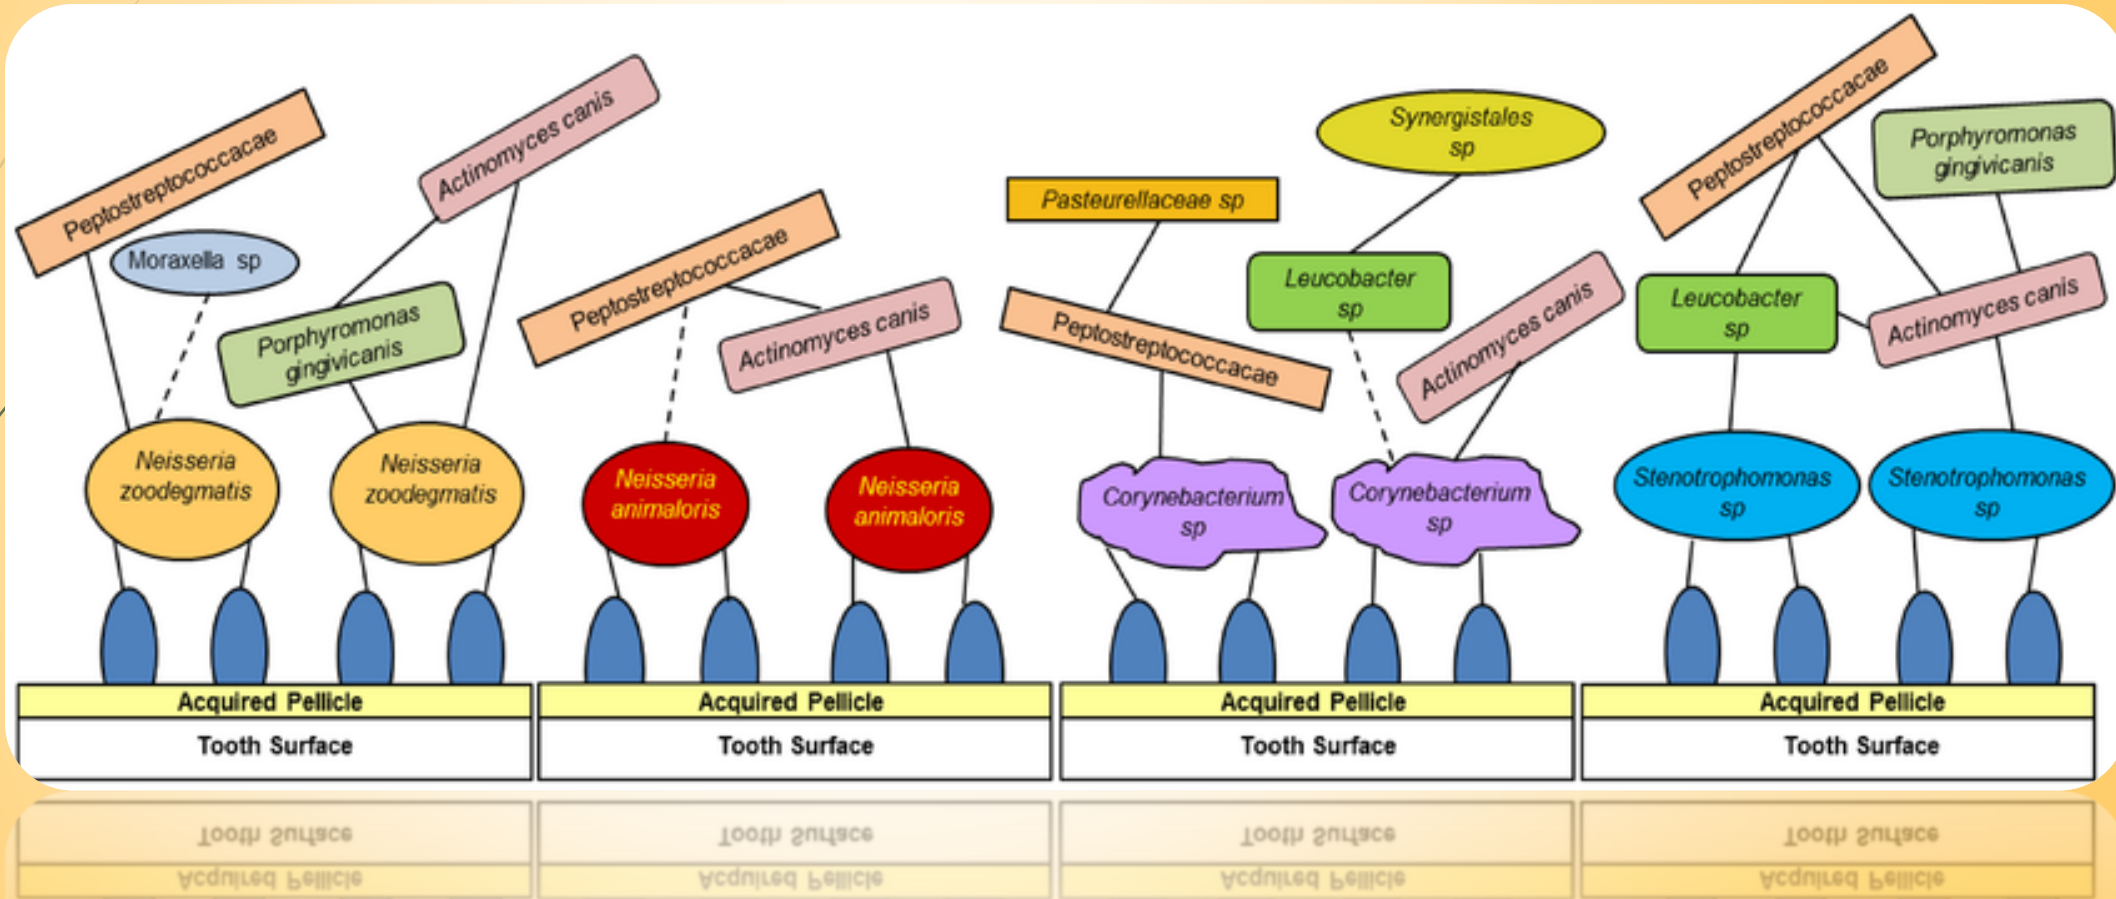 Peptostreptococcacae
Moraxella sp
Actinomyces canis
Porphyromonas
gingivicanis
Neisseria
zoodegmatis
Neisseria
zoodegmatis
Acquired Pellicle
Tooth Surface
Peptostreptococcacae
Actinomyces canis
Neisseria
animaloris
Neisseria
animaloris
Acquired Pellicle
Tooth Surface
Pasteurellaceae sp
Synergistales
sp
Peptostreptococcacae
Leucobacter
sp
Actinomyces canis
Corynebacterium
sp
Corynebacterium
sp
Acquired Pellicle
Tooth Surface
Peptostreptococcacae
Porphyromonas
gingivicanis
Leucobacter
sp
Actinomyces canis
Stenotrophomonas
sp
Stenotrophomonas
sp
Acquired Pellicle
Tooth Surface